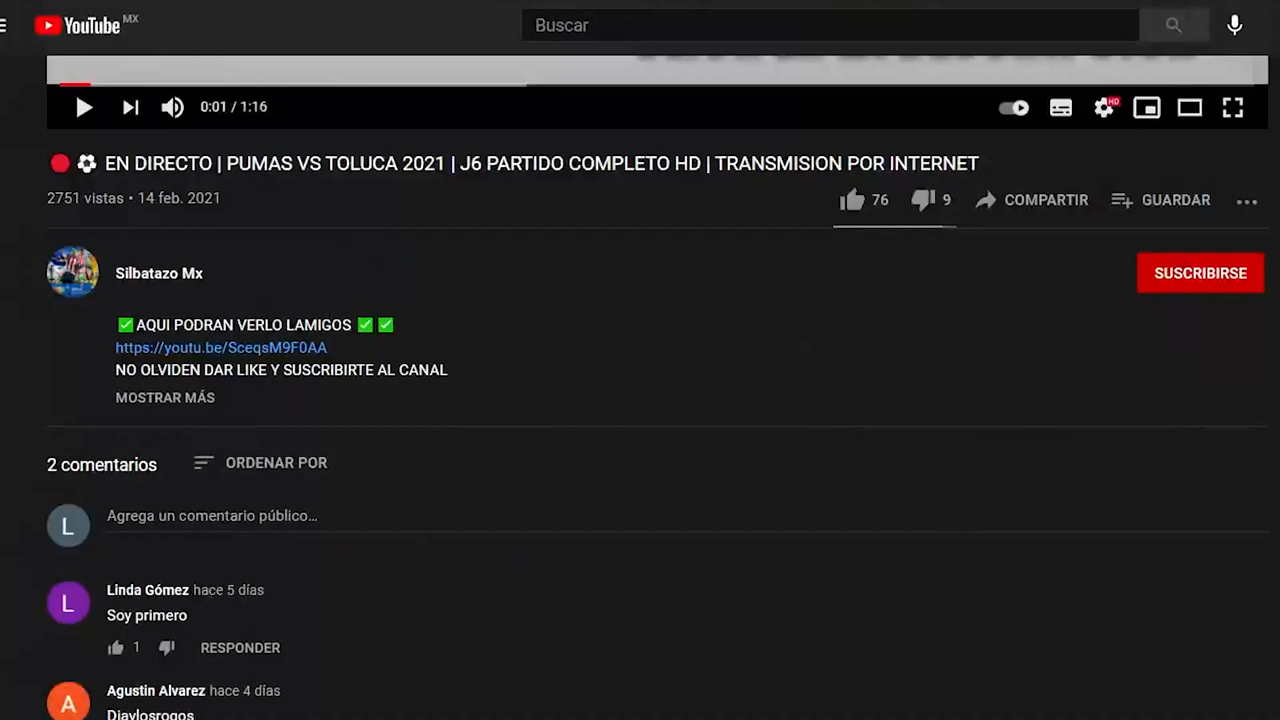 YouTube MX
Buscar
0:01 / 1:16
HD
EN DIRECTO | PUMAS VS TOLUCA 2021 | J6 PARTIDO COMPLETO HD | TRANSMISION POR INTERNET
2751 vistas • 14 feb. 2021
76 9 COMPARTIR GUARDAR
Silbatazo Mx
SUSCRIBIRSE
✅AQUI PODRAN VERLO LAMIGOS ✅ ✅
https://youtu.be/SceqsM9F0AA
NO OLVIDEN DAR LIKE Y SUSCRIBIRTE AL CANAL
MOSTRAR MÁS
2 comentarios ORDENAR POR
L Agrega un comentario público...
L Linda Gómez hace 5 días
Soy primero
1 RESPONDER
A Agustin Alvarez hace 4 días
Diaylosrogos